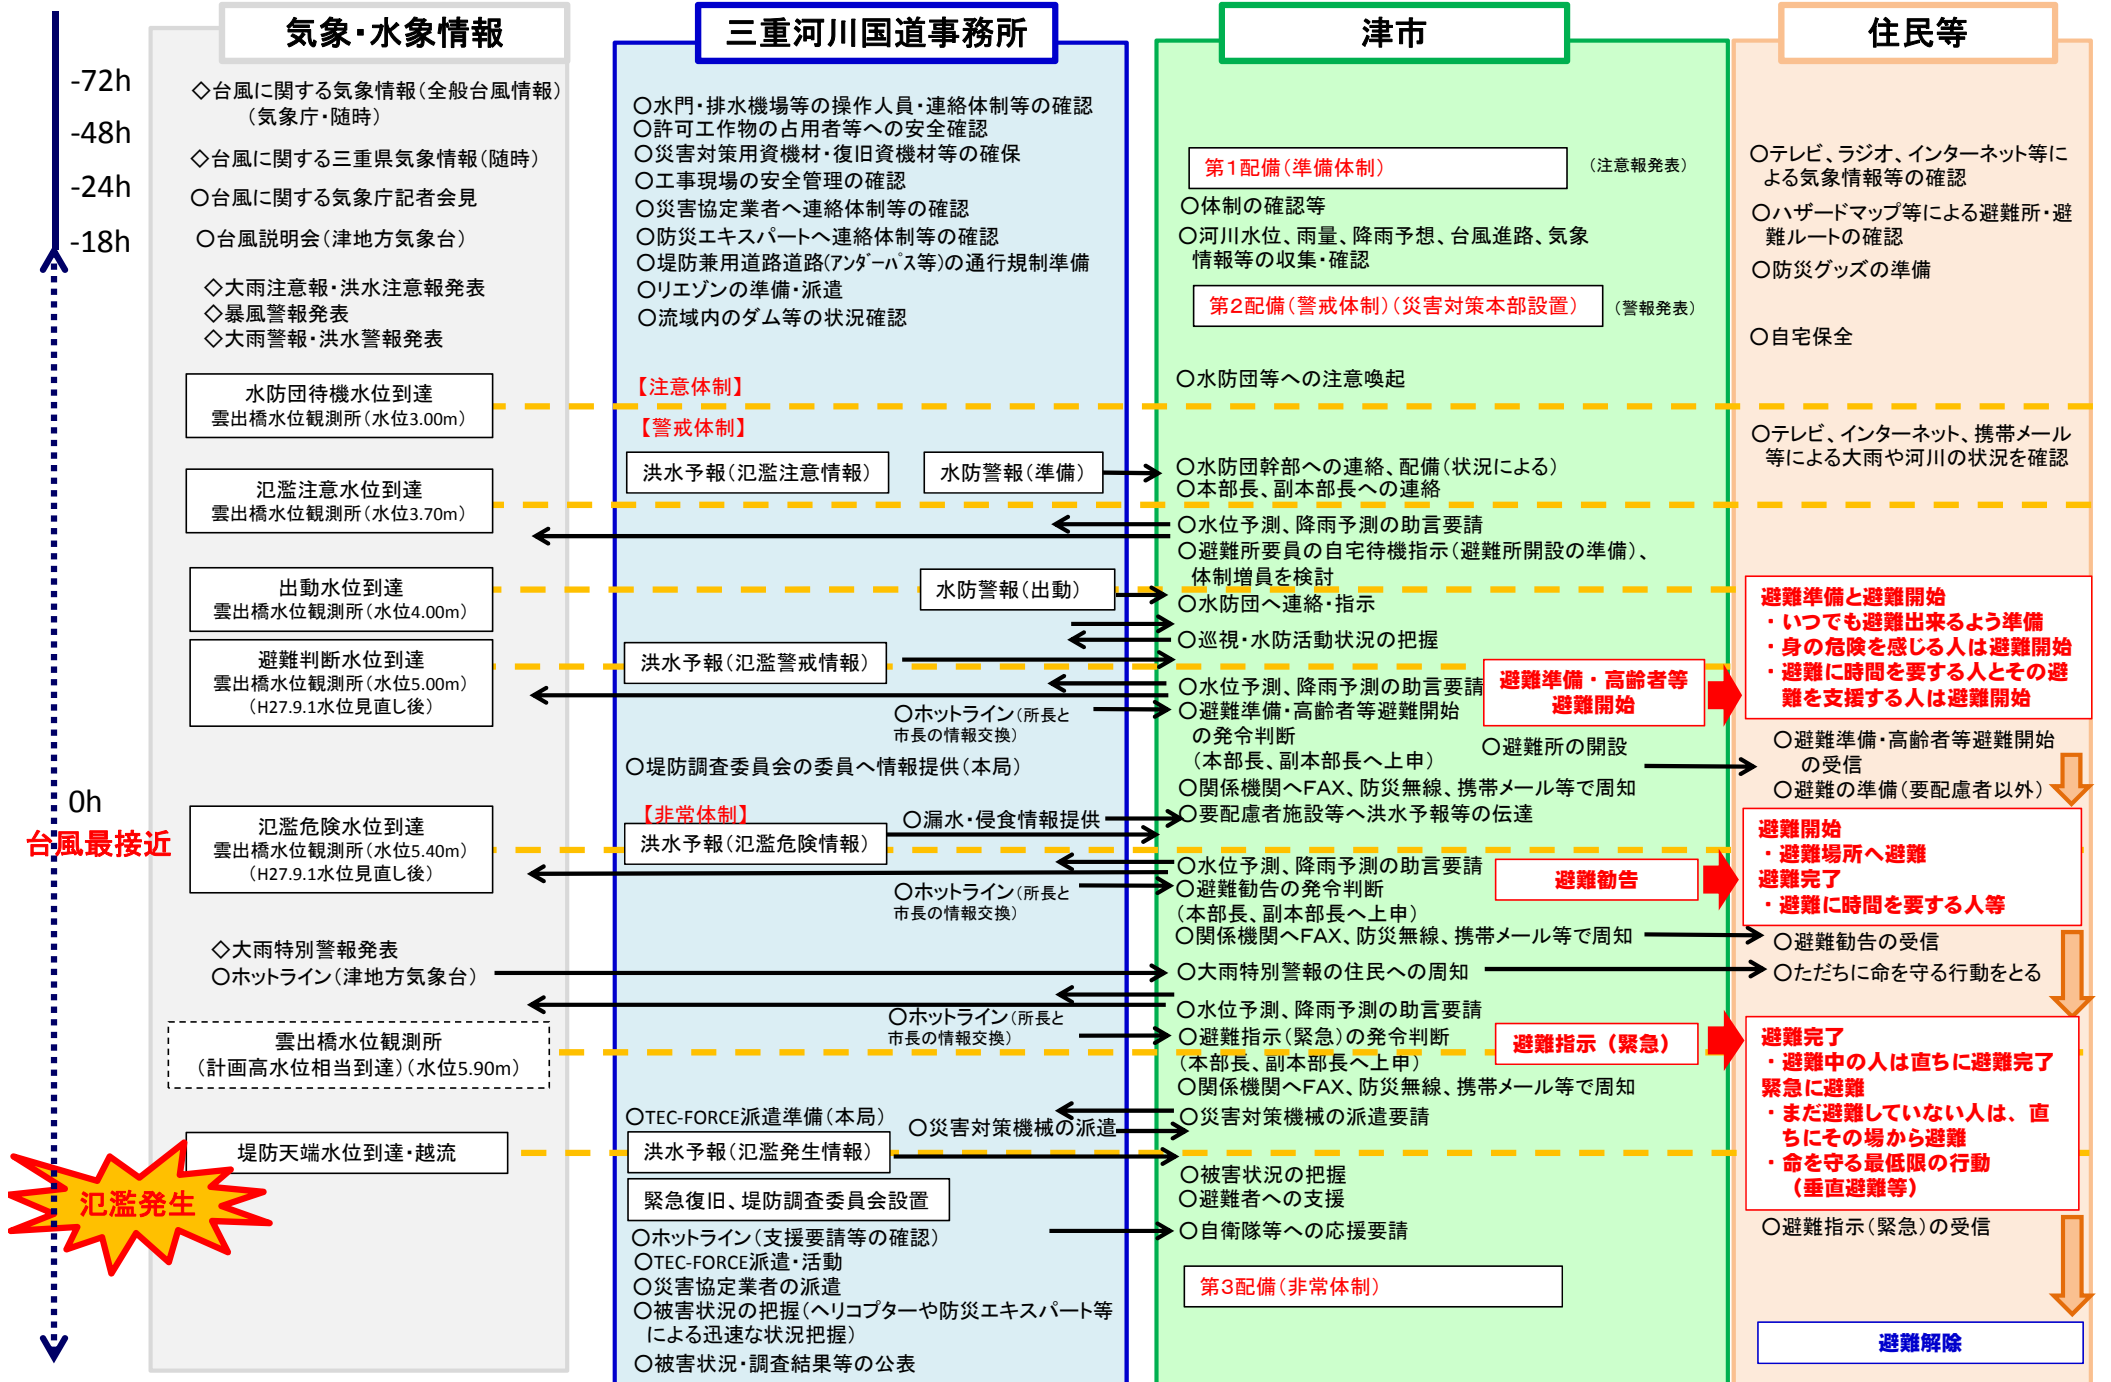 -72h
-48h
-24h
-18h
0h
台風最接近
氾濫発生
気象・水象情報
◇台風に関する気象情報（全般台風情報）
（気象庁・随時）
◇台風に関する三重県気象情報（随時）
○台風に関する気象庁記者会見
○台風説明会（津地方気象台）
◇大雨注意報・洪水注意報発表
◇暴風警報発表
◇大雨警報・洪水警報発表
水防団待機水位到達
雲出橋水位観測所（水位3.00m）
氾濫注意水位到達
雲出橋水位観測所（水位3.70m）
出動水位到達
雲出橋水位観測所（水位4.00m）
避難判断水位到達
雲出橋水位観測所（水位5.00m）
（H27.9.1水位見直し後）
氾濫危険水位到達
雲出橋水位観測所（水位5.40m）
（H27.9.1水位見直し後）
◇大雨特別警報発表
○ホットライン（津地方気象台）
雲出橋水位観測所
（計画高水位相当到達）（水位5.90m）
堤防天端水位到達・越流
三重河川国道事務所
○水門・排水機場等の操作人員・連絡体制等の確認
○許可工作物の占用者等への安全確認
○災害対策用資機材・復旧資機材等の確保
○工事現場の安全管理の確認
○災害協定業者へ連絡体制等の確認
○防災エキスパートへ連絡体制等の確認
○堤防兼用道路道路（ｱﾝﾀﾞｰﾊﾟｽ等）の通行規制準備
○リエゾンの準備・派遣
○流域内のダム等の状況確認
【注意体制】
【警戒体制】
洪水予報（氾濫注意情報）
水防警報（準備）
水防警報（出動）
洪水予報（氾濫警戒情報）
○ホットライン（所長と
市長の情報交換）
○堤防調査委員会の委員へ情報提供（本局）
【非常体制】
○漏水・侵食情報提供
洪水予報（氾濫危険情報）
○ホットライン（所長と
市長の情報交換）
○ホットライン（所長と
市長の情報交換）
○TEC-FORCE派遣準備（本局）
○災害対策機械の派遣
洪水予報（氾濫発生情報）
緊急復旧、堤防調査委員会設置
○ホットライン（支援要請等の確認）
○TEC-FORCE派遣・活動
○災害協定業者の派遣
○被害状況の把握（ヘリコプターや防災エキスパート等
による迅速な状況把握）
○被害状況・調査結果等の公表
津市
第１配備（準備体制）
（注意報発表）
○体制の確認等
○河川水位、雨量、降雨予想、台風進路、気象
情報等の収集・確認
第２配備（警戒体制）（災害対策本部設置）
（警報発表）
○水防団等への注意喚起
○水防団幹部への連絡、配備（状況による）
○本部長、副本部長への連絡
○水位予測、降雨予測の助言要請
○避難所要員の自宅待機指示（避難所開設の準備）、
体制増員を検討
○水防団へ連絡・指示
○巡視・水防活動状況の把握
○水位予測、降雨予測の助言要請
○避難準備・高齢者等避難開始
の発令判断
（本部長、副本部長へ上申）
避難準備・高齢者等
避難開始
○避難所の開設
○関係機関へFAX、防災無線、携帯メール等で周知
○要配慮者施設等へ洪水予報等の伝達
○水位予測、降雨予測の助言要請
○避難勧告の発令判断
（本部長、副本部長へ上申）
避難勧告
○関係機関へFAX、防災無線、携帯メール等で周知
○大雨特別警報の住民への周知
○水位予測、降雨予測の助言要請
○避難指示（緊急）の発令判断
（本部長、副本部長へ上申）
避難指示（緊急）
○関係機関へFAX、防災無線、携帯メール等で周知
○災害対策機械の派遣要請
○被害状況の把握
○避難者への支援
○自衛隊等への応援要請
第３配備（非常体制）
住民等
○テレビ、ラジオ、インターネット等に
よる気象情報等の確認
○ハザードマップ等による避難所・避
難ルートの確認
○防災グッズの準備
○自宅保全
○テレビ、インターネット、携帯メール
等による大雨や河川の状況を確認
避難準備と避難開始
・いつでも避難出来るよう準備
・身の危険を感じる人は避難開始
・避難に時間を要する人とその避
難を支援する人は避難開始
○避難準備・高齢者等避難開始
の受信
○避難の準備（要配慮者以外）
避難開始
・避難場所へ避難
避難完了
・避難に時間を要する人等
○避難勧告の受信
○ただちに命を守る行動をとる
避難完了
・避難中の人は直ちに避難完了
緊急に避難
・まだ避難していない人は、直
ちにその場から避難
・命を守る最低限の行動
（垂直避難等）
○避難指示（緊急）の受信
避難解除